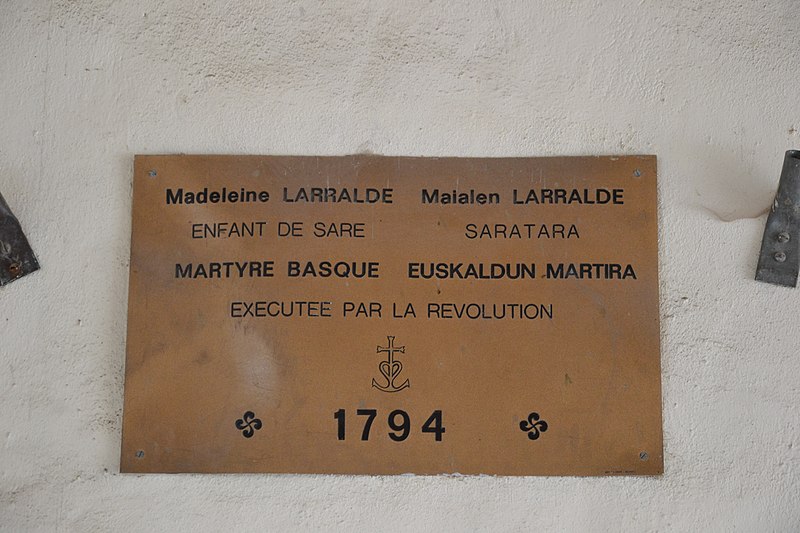 Madeleine LARRALDE Maialen LARRALDE
ENFANT DE SARE SARATARA
MARTYRE BASQUE EUSKALDUN MARTIRA
EXECUTEE PAR LA REVOLUTION
1794